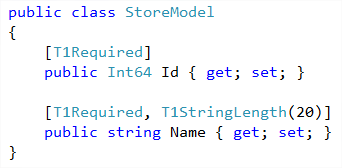 public class StoreModel
{
    [T1Required]
    public Int64 Id { get; set; }

    [T1Required, T1StringLength(20)]
    public string Name { get; set; }
}